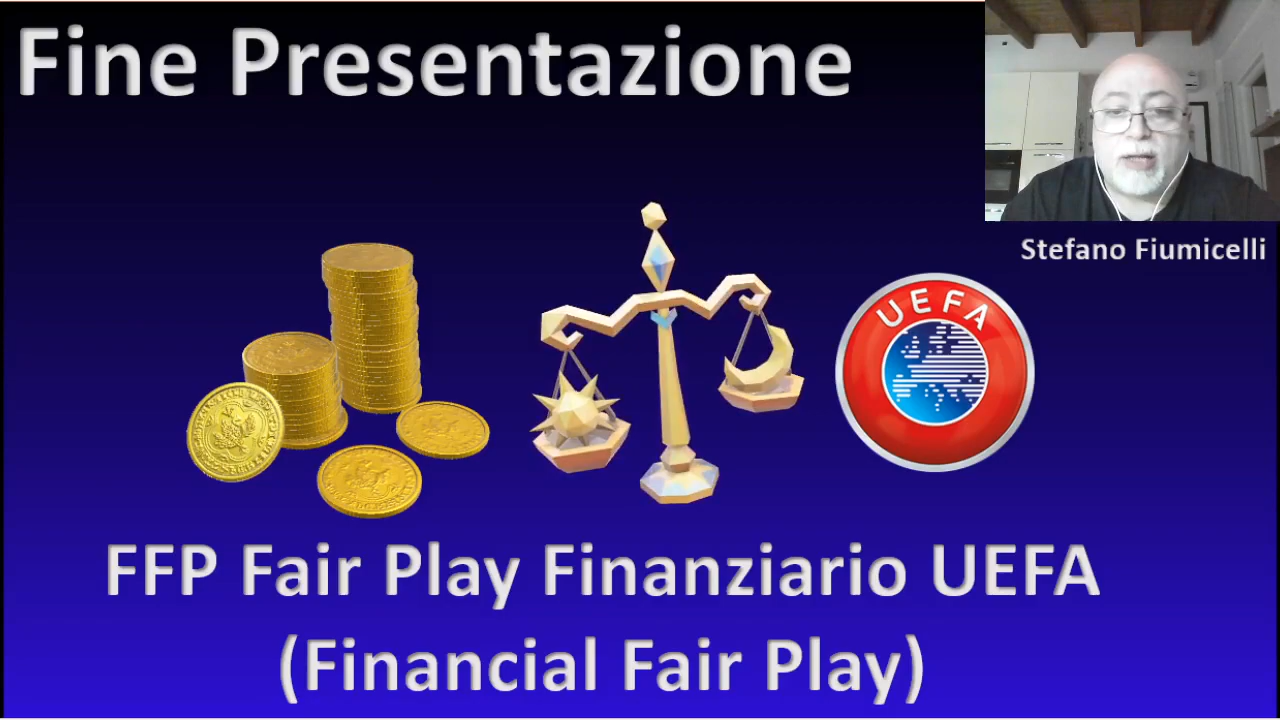 Fine Presentazione
Stefano Fiumicelli
UEFA
FFP Fair Play Finanziario UEFA
(Financial Fair Play)